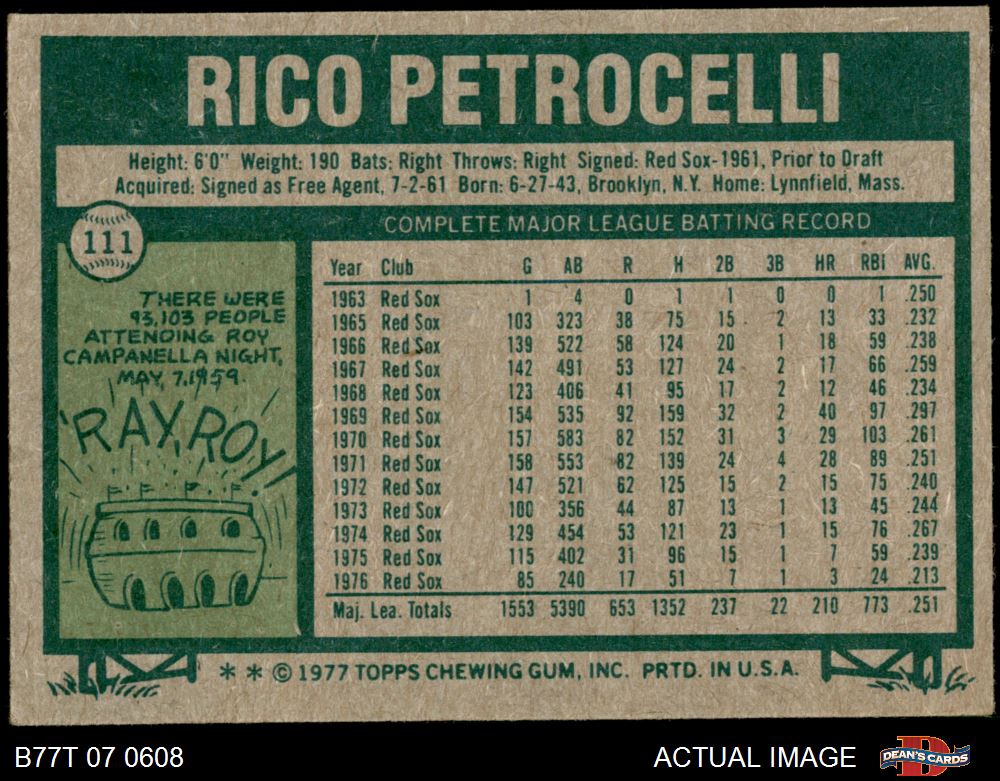 RICO PETROCELLI
Height: 6'0" Weight: 190 Bats: Right Throws: Right Signed: Red Sox-1961, Prior to Draft
Acquired: Signed as Free Agent, 7-2-61 Born: 6-27-43, Brooklyn, N.Y. Home: Lynnfield, Mass.
111
THERE WERE
93,103 PEOPLE
ATTENDING ROY
CAMPANELLA NIGHT,
MAY, 7, 1959.
'RAY, ROY!
COMPLETE MAJOR LEAGUE BATTING RECORD
Year Club G AB R H 2B 3B HR RBI AVG.
1963 Red Sox 1 4 0 1 1 0 0 1 .250
1965 Red Sox 103 323 38 75 15 2 13 33 .232
1966 Red Sox 139 522 58 124 20 1 18 59 .238
1967 Red Sox 142 491 53 127 24 2 17 66 .259
1968 Red Sox 123 406 41 95 17 2 12 46 .234
1969 Red Sox 154 535 92 159 32 2 40 97 .297
1970 Red Sox 157 583 82 152 31 3 29 103 .261
1971 Red Sox 158 553 82 139 24 4 28 89 .251
1972 Red Sox 147 521 62 125 15 2 15 75 .240
1973 Red Sox 100 356 44 87 13 1 13 45 .244
1974 Red Sox 129 454 53 121 23 1 15 76 .267
1975 Red Sox 115 402 31 96 15 1 7 59 .239
1976 Red Sox 85 240 17 51 7 1 3 24 .213
Maj. Lea. Totals 1553 5390 653 1352 237 22 210 773 .251
* * © 1977 TOPPS CHEWING GUM, INC. PRTD. IN U.S.A.
B77T 07 0608
ACTUAL IMAGE
DEAN'S CARDS